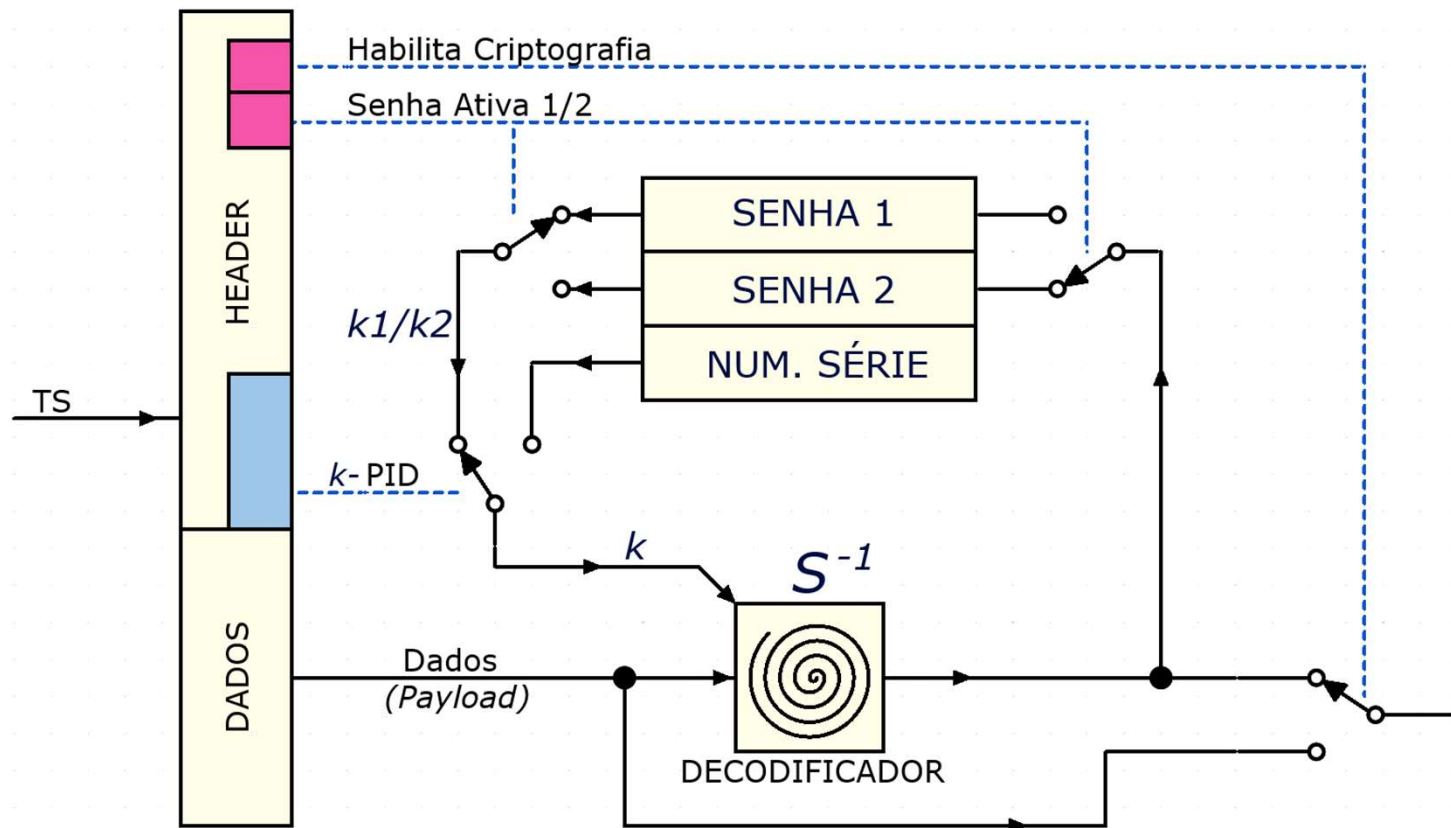 Habilita Criptografia
Senha Ativa 1/2
HEADER
SENHA 1
SENHA 2
NUM. SÉRIE
k1/k2
TS
k-PID
k
S⁻¹
DADOS
Dados
(Payload)
DECODIFICADOR